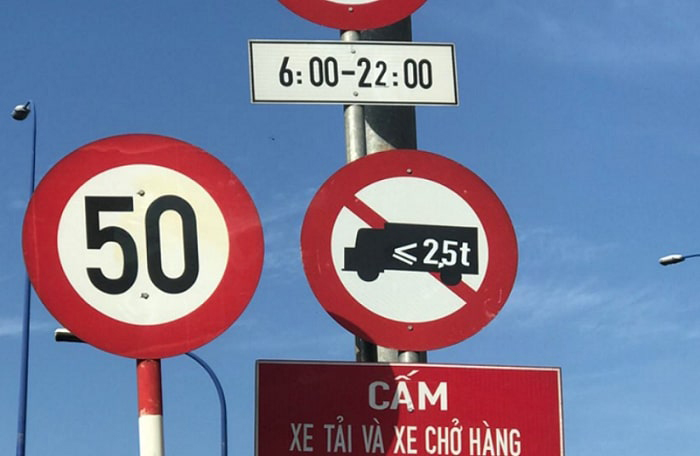 6:00-22:00
50
⩽ 2,5t
CẤM
XE TẢI VÀ XE CHỞ HÀNG